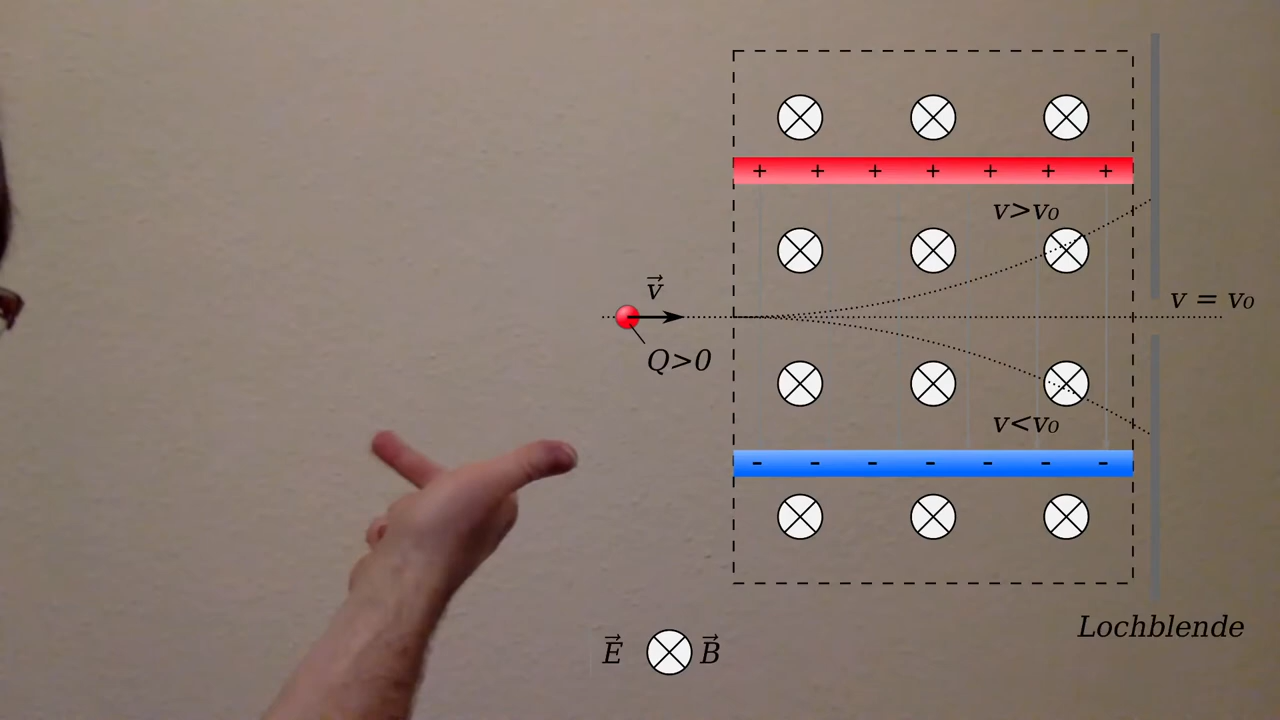 + + + + + + +
v>v₀
v⃗
v = v₀
Q>0
v<v₀
- - - - - - -
Lochblende
E⃗ B⃗